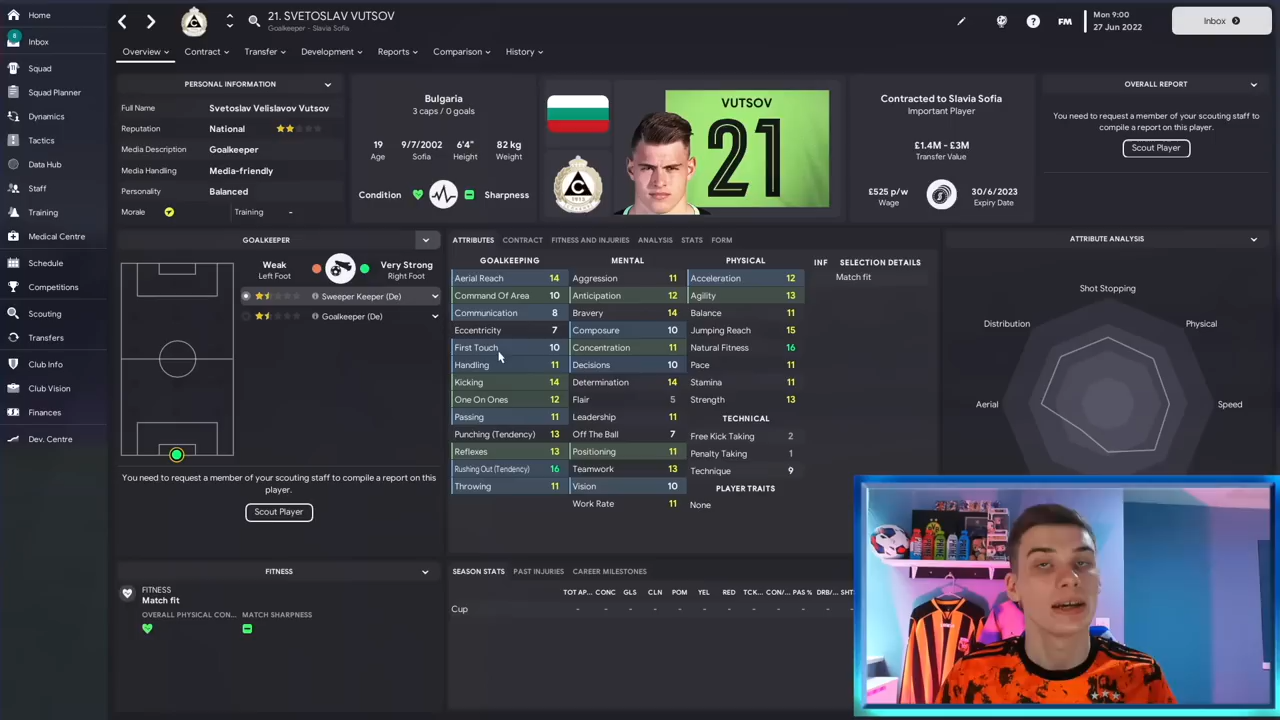 Home
8
Inbox
Squad
Squad Planner
Dynamics
Tactics
Data Hub
Staff
Training
Medical Centre
Schedule
Competitions
Scouting
Transfers
Club Info
Club Vision
Finances
Dev. Centre
21. SVETOSLAV VUTSOV
Goalkeeper - Slavia Sofia
FM
Mon 9:00
27 Jun 2022
Inbox
Overview
Contract
Transfer
Development
Reports
Comparison
History
PERSONAL INFORMATION
Full Name Svetoslav Velislavov Vutsov
Reputation National
Media Description Goalkeeper
Media Handling Media-friendly
Personality Balanced
Morale Training -
Bulgaria
3 caps / 0 goals
19 9/7/2002 6'4" 82 kg
Age Sofia Height Weight
Condition Sharpness
VUTSOV
21
1913
Contracted to Slavia Sofia
Important Player
£1.4M - £3M
Transfer Value
£525 p/w 30/6/2023
Wage Expiry Date
OVERALL REPORT
You need to request a member of your scouting staff to
compile a report on this player.
Scout Player
GOALKEEPER
Weak Very Strong
Left Foot Right Foot
Sweeper Keeper (De)
Goalkeeper (De)
You need to request a member of your scouting staff to compile a report on this
player.
Scout Player
ATTRIBUTES CONTRACT FITNESS AND INJURIES ANALYSIS STATS FORM
GOALKEEPING
Aerial Reach 14
Command Of Area 10
Communication 8
Eccentricity 7
First Touch 10
Handling 11
Kicking 14
One On Ones 12
Passing 11
Punching (Tendency) 13
Reflexes 13
Rushing Out (Tendency) 16
Throwing 11
MENTAL
Aggression 11
Anticipation 12
Bravery 14
Composure 10
Concentration 11
Decisions 10
Determination 14
Flair 5
Leadership 11
Off The Ball 7
Positioning 11
Teamwork 13
Vision 10
Work Rate 11
PHYSICAL
Acceleration 12
Agility 13
Balance 11
Jumping Reach 15
Natural Fitness 16
Pace 11
Stamina 11
Strength 13
TECHNICAL
Free Kick Taking 2
Penalty Taking 1
Technique 9
PLAYER TRAITS
None
INF SELECTION DETAILS
Match fit
ATTRIBUTE ANALYSIS
Shot Stopping
Distribution Physical
Aerial Speed
FITNESS
FITNESS
Match fit
OVERALL PHYSICAL CON... MATCH SHARPNESS
SEASON STATS PAST INJURIES CAREER MILESTONES
TOT AP... CONC GLS CLN POM YEL RED TCK... CON/... PAS % DRB/... SHT
Cup - - - - - - - - - - -